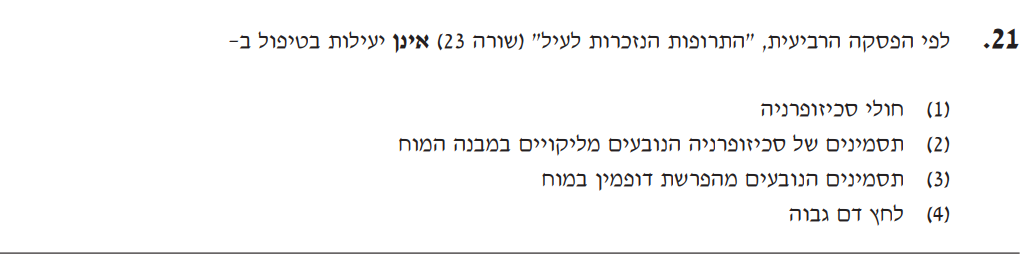 21. לפי הפסקה הרביעית, "התרופות הנזכרות לעיל" (שורה 23) אינן יעילות בטיפול ב-
(1) חולי סכיזופרניה
(2) תסמינים של סכיזופרניה הנובעים מליקויים במבנה המוח
(3) תסמינים הנובעים מהפרשת דופמין במוח
(4) לחץ דם גבוה